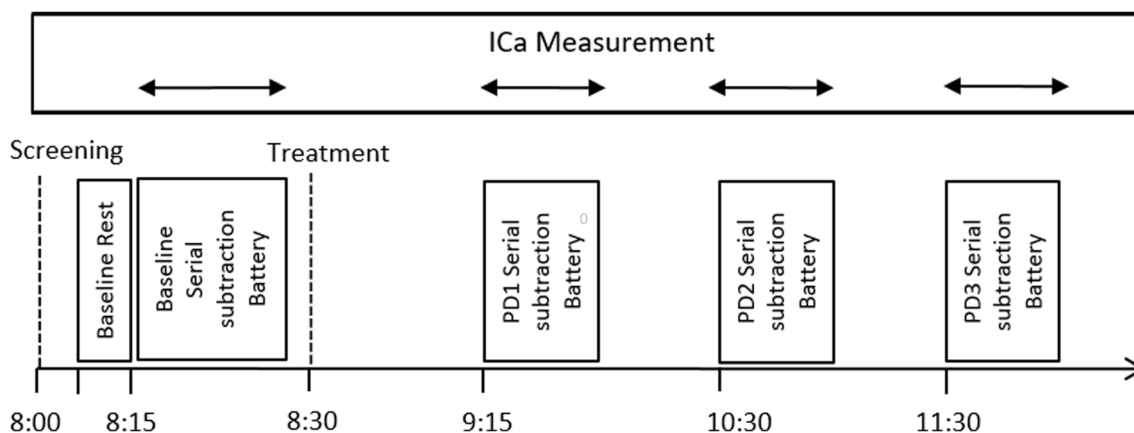 ICa Measurement
Screening
Treatment
Baseline Rest
Baseline
Serial
subtraction
Battery
PD1 Serial
subtraction
Battery
0
PD2 Serial
subtraction
Battery
PD3 Serial
subtraction
Battery
8:00
8:15
8:30
9:15
10:30
11:30